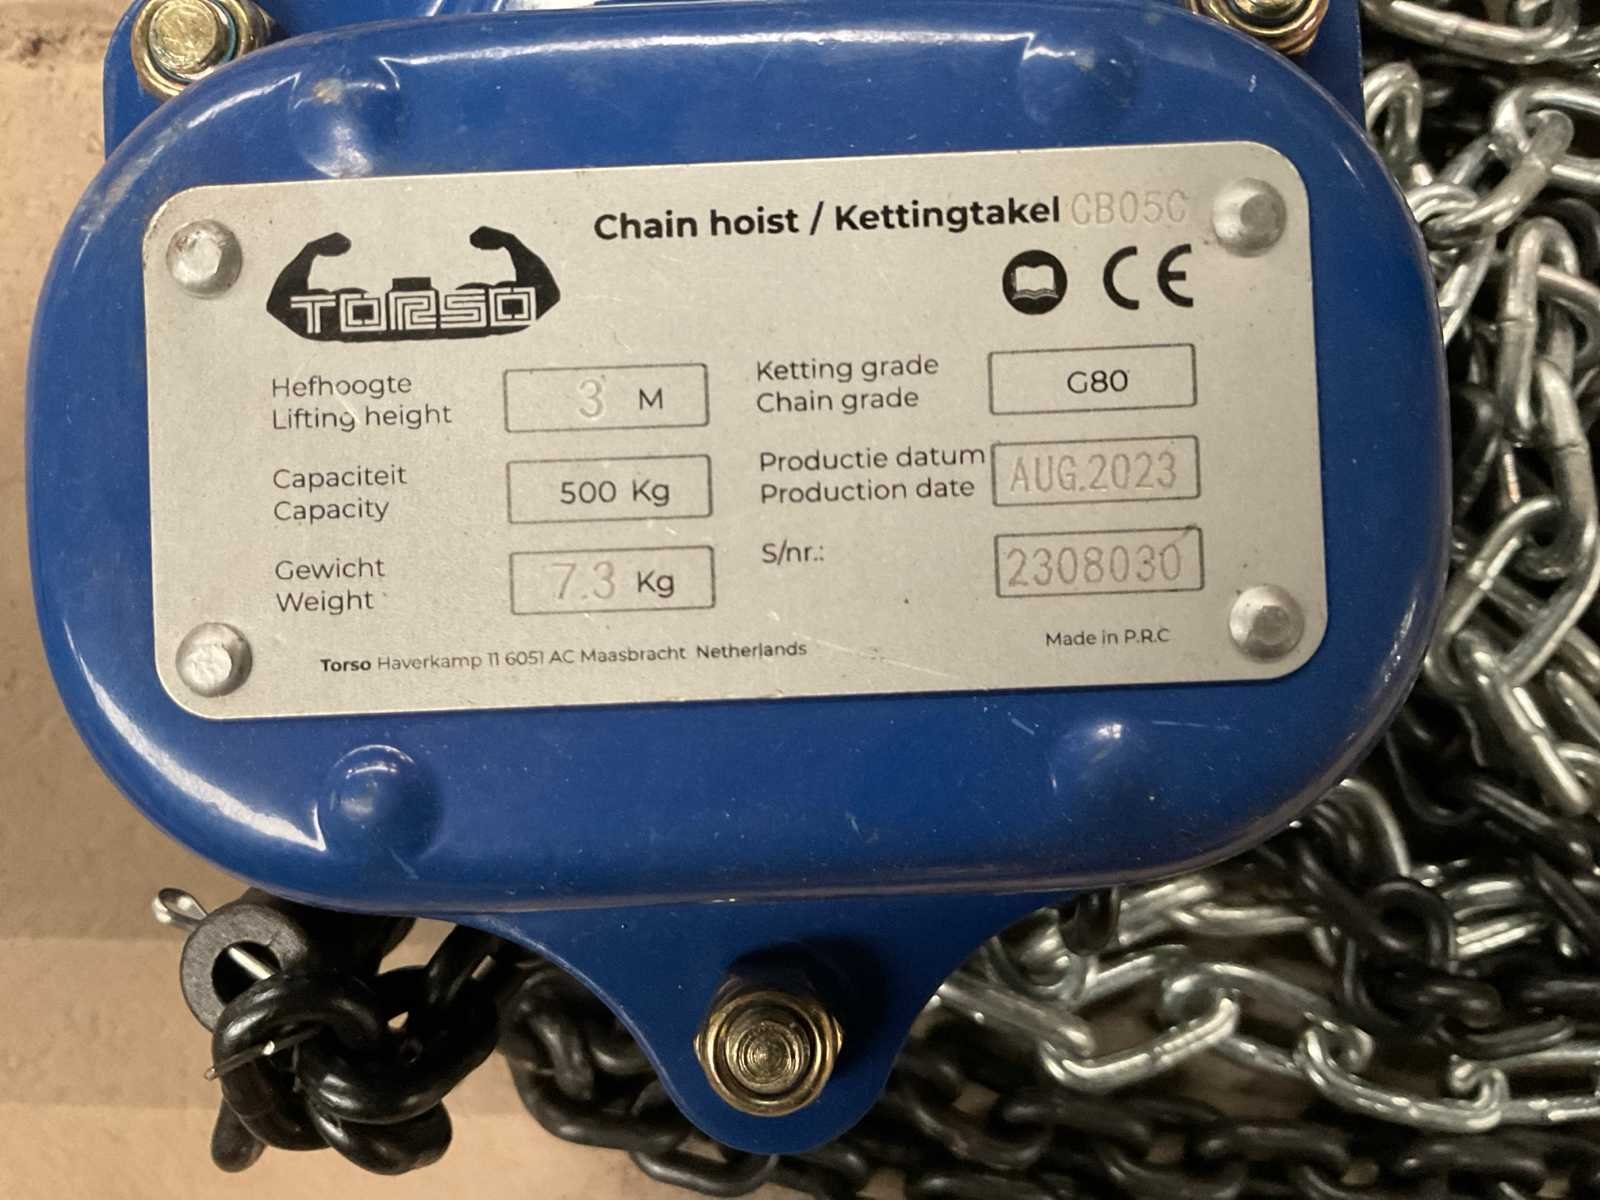 Chain hoist / Kettingtakel CB05C
TORSO
CE
Hefhoogte
Lifting height
3 M
Ketting grade
Chain grade
G80
Capaciteit
Capacity
500 Kg
Productie datum
Production date
AUG.2023
Gewicht
Weight
7.3 Kg
S/nr.:
2308030
Torso Haverkamp 11 6051 AC Maasbracht Netherlands
Made in P.R.C